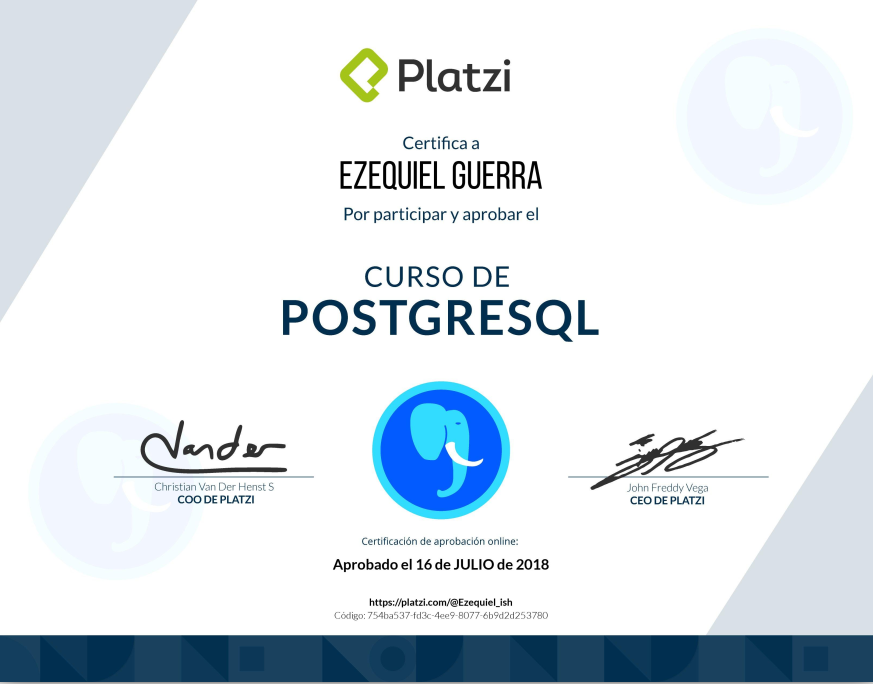 Platzi
Certifica a
EZEQUIEL GUERRA
Por participar y aprobar el
CURSO DE
POSTGRESQL
Vander
Christian Van Der Henst S
COO DE PLATZI
John Freddy Vega
CEO DE PLATZI
Certificación de aprobación online:
Aprobado el 16 de JULIO de 2018
https://platzi.com/@Ezequiel_ish
Código: 754ba537-fd3c-4ee9-8077-6b9d2d253780